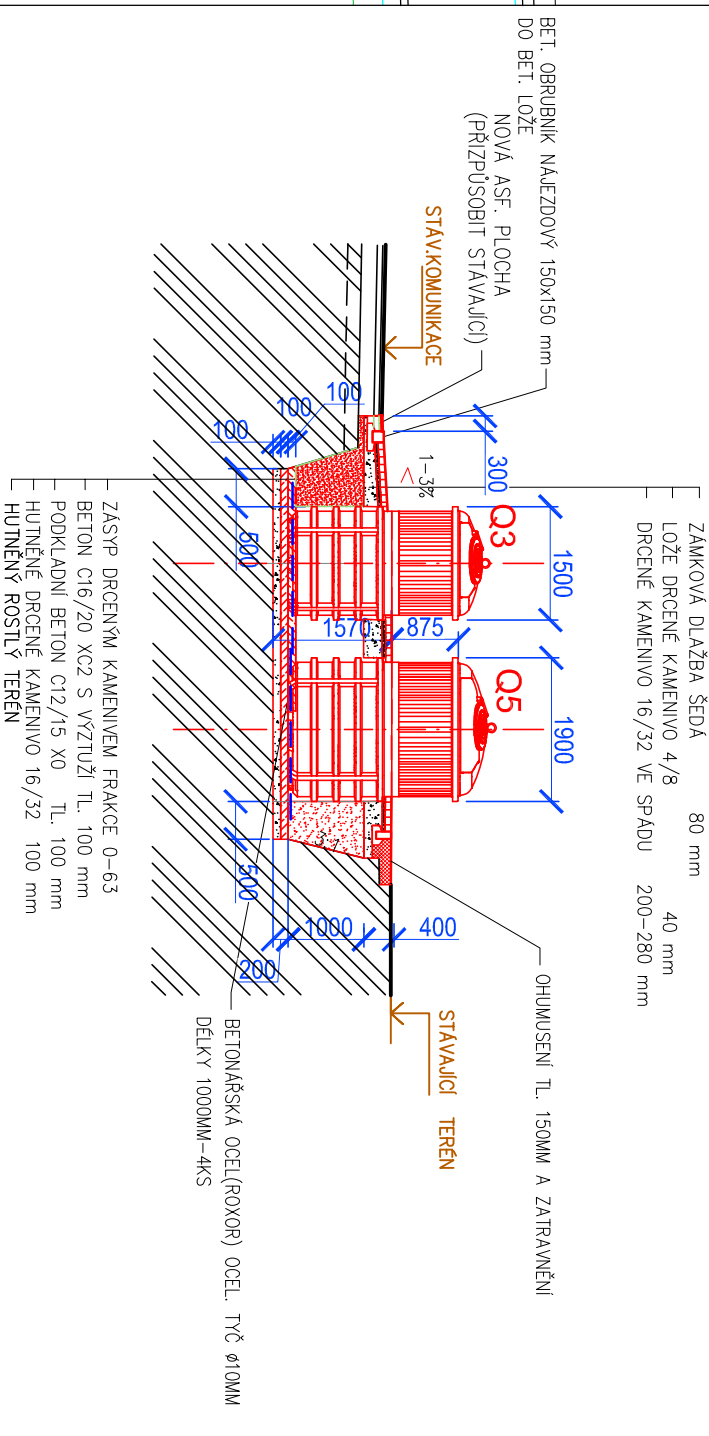 BET. OBRUBNÍK NÁJEZDOVÝ 150x150 mm
DO BET. LOŽE
NOVÁ ASF. PLOCHA
(PŘIZPŮSOBIT STÁVAJÍCÍ)
STÁV.KOMUNIKACE
ZÁMKOVÁ DLAŽBA ŠEDÁ 80 mm
LOŽE DRCENÉ KAMENIVO 4/8 40 mm
DRCENÉ KAMENIVO 16/32 VE SPÁDU 200-280 mm
1500
1900
300
1-3%
Q3
Q5
875
1570
100
100
100
500
500
1000
400
200
3:1
OHUMUSENÍ TL. 150MM A ZATRAVNĚNÍ
STÁVAJÍCÍ TERÉN
BETONÁŘSKÁ OCEL(ROXOR) OCEL. TYČ ø10MM
DÉLKY 1000MM-4KS
ZÁSYP DRCENÝM KAMENIVEM FRAKCE 0-63
BETON C16/20 XC2 S VÝZTUŽÍ TL. 100 mm
PODKLADNÍ BETON C12/15 X0 TL. 100 mm
HUTNĚNÉ DRCENÉ KAMENIVO 16/32 100 mm
HUTNĚNÝ ROSTLÝ TERÉN